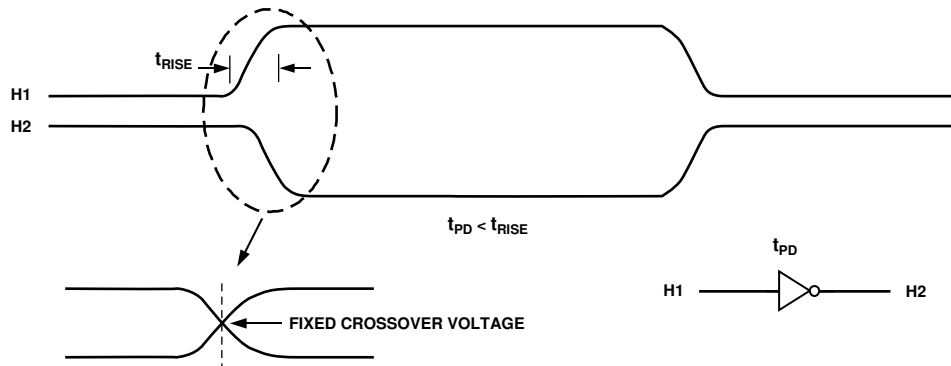 tRISE
H1
H2
tPD < tRISE
tPD
H1
H2
FIXED CROSSOVER VOLTAGE